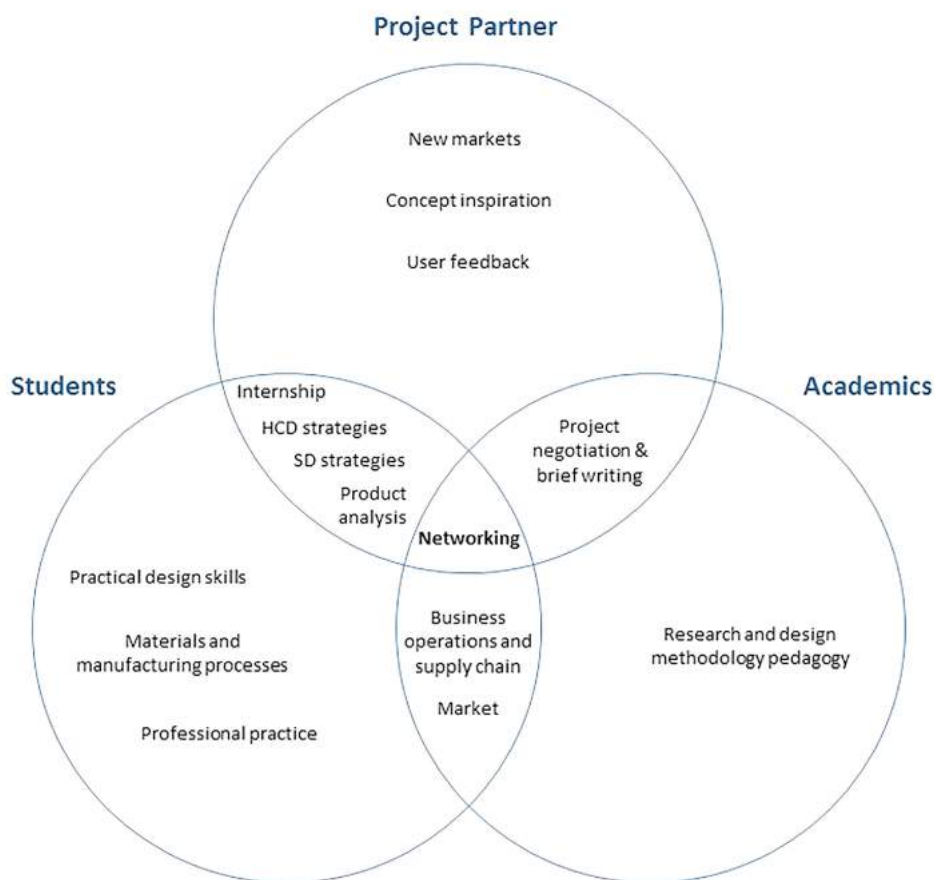 Project Partner
New markets
Concept inspiration
User feedback
Students
Academics
Internship
HCD strategies
SD strategies
Product
analysis
Project
negotiation &
brief writing
Networking
Practical design skills
Materials and
manufacturing processes
Professional practice
Business
operations and
supply chain
Market
Research and design
methodology pedagogy